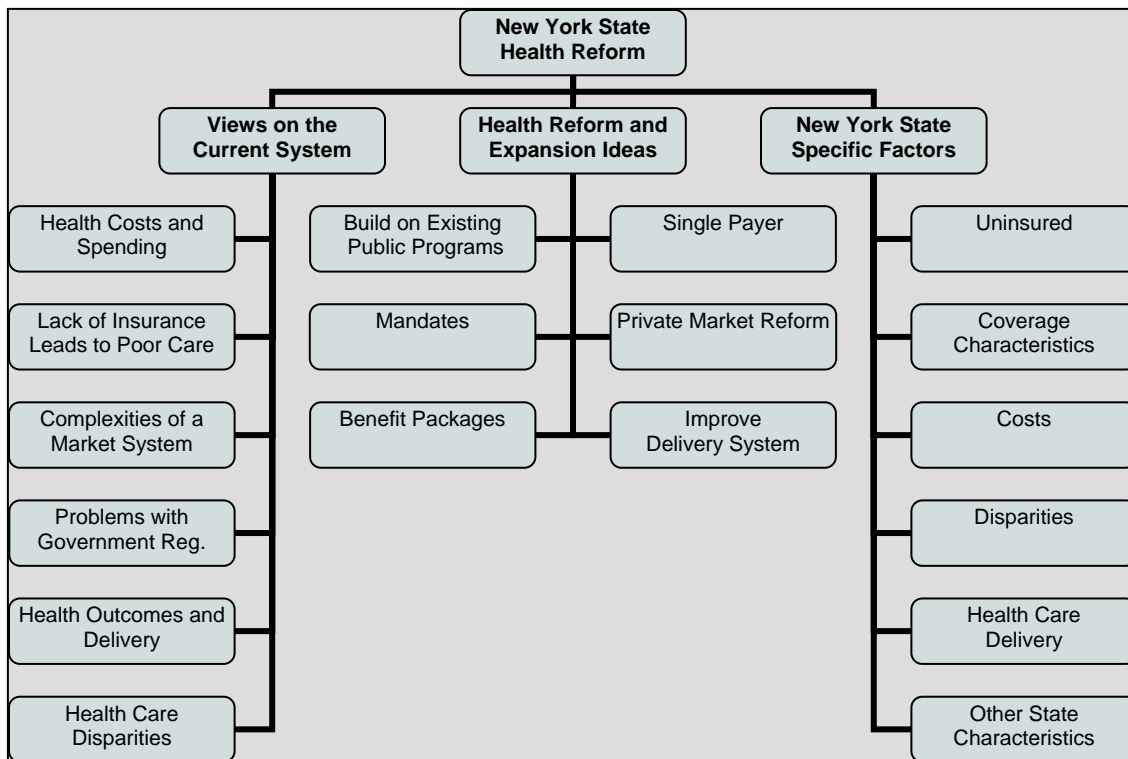 New York State
Health Reform
Views on the
Current System
Health Reform and
Expansion Ideas
New York State
Specific Factors
Health Costs and
Spending
Lack of Insurance
Leads to Poor Care
Complexities of a
Market System
Problems with
Government Reg.
Health Outcomes and
Delivery
Health Care
Disparities
Build on Existing
Public Programs
Single Payer
Mandates
Private Market Reform
Benefit Packages
Improve
Delivery System
Uninsured
Coverage
Characteristics
Costs
Disparities
Health Care
Delivery
Other State
Characteristics